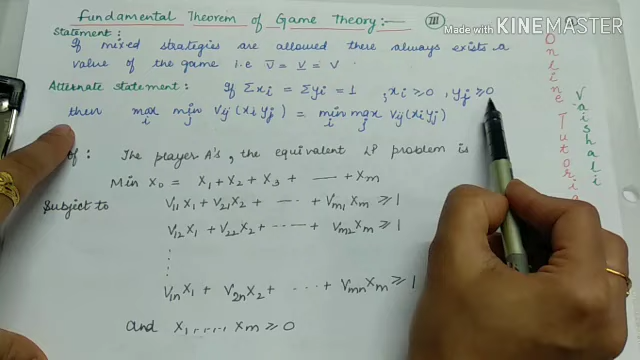 Fundamental Theorem of Game Theory:- III
Made with KINEMASTER
Statement:
If mixed strategies are allowed there always exists a
value of the game i.e V̅ = V̲ = V
Alternate statement: If Σxi = Σyi = 1 , xi ≥ 0 , yj ≥ 0
then max i min j Vij (xi yj) = min i max j Vij (xi yj)
of : The player A's, the equivalent LP problem is
Min X0 = X1 + X2 + X3 + — + Xm
Subject to V11 X1 + V21 X2 + ---- + Vm1 Xm ≥ 1
V12 X1 + V22 X2 + ---- + Vm2 Xm ≥ 1
⋮
V1n X1 + V2n X2 + .... + Vmn Xm ≥ 1
And X1, ...., Xm ≥ 0
Online Tutoria
Vaishali